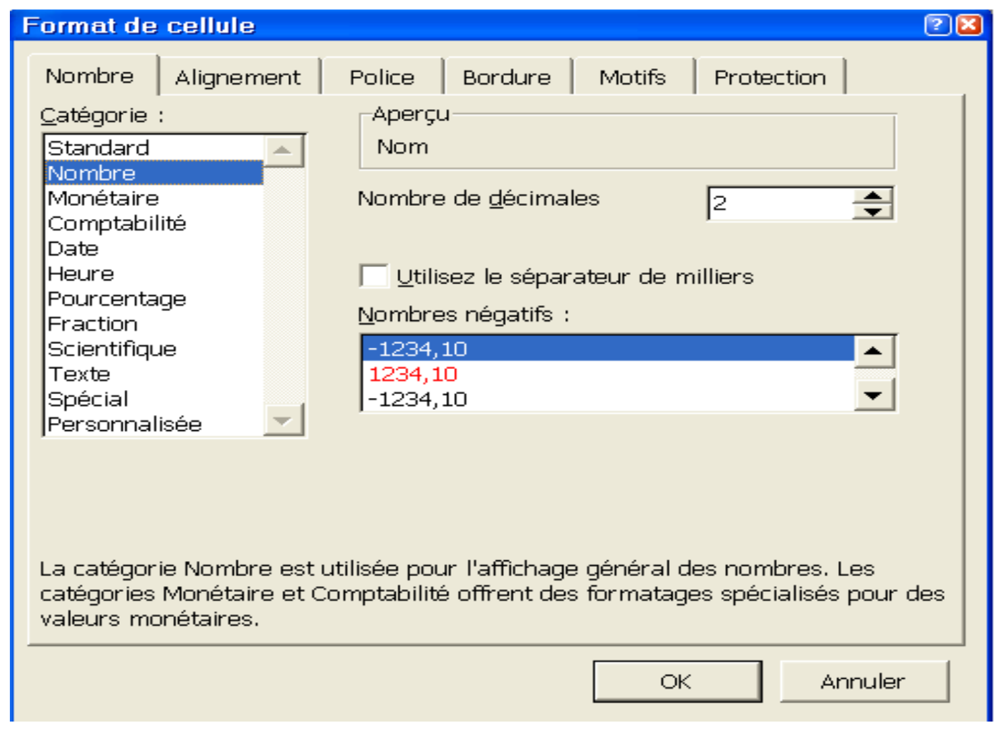 Format de cellule
Nombre
Alignement
Police
Bordure
Motifs
Protection
Catégorie :
Standard
Nombre
Monétaire
Comptabilité
Date
Heure
Pourcentage
Fraction
Scientifique
Texte
Spécial
Personnalisée
Aperçu
Nom
Nombre de décimales
2
Utilisez le séparateur de milliers
Nombres négatifs :
-1234,10
1234,10
-1234,10
La catégorie Nombre est utilisée pour l'affichage général des nombres. Les
catégories Monétaire et Comptabilité offrent des formatages spécialisés pour des
valeurs monétaires.
OK
Annuler